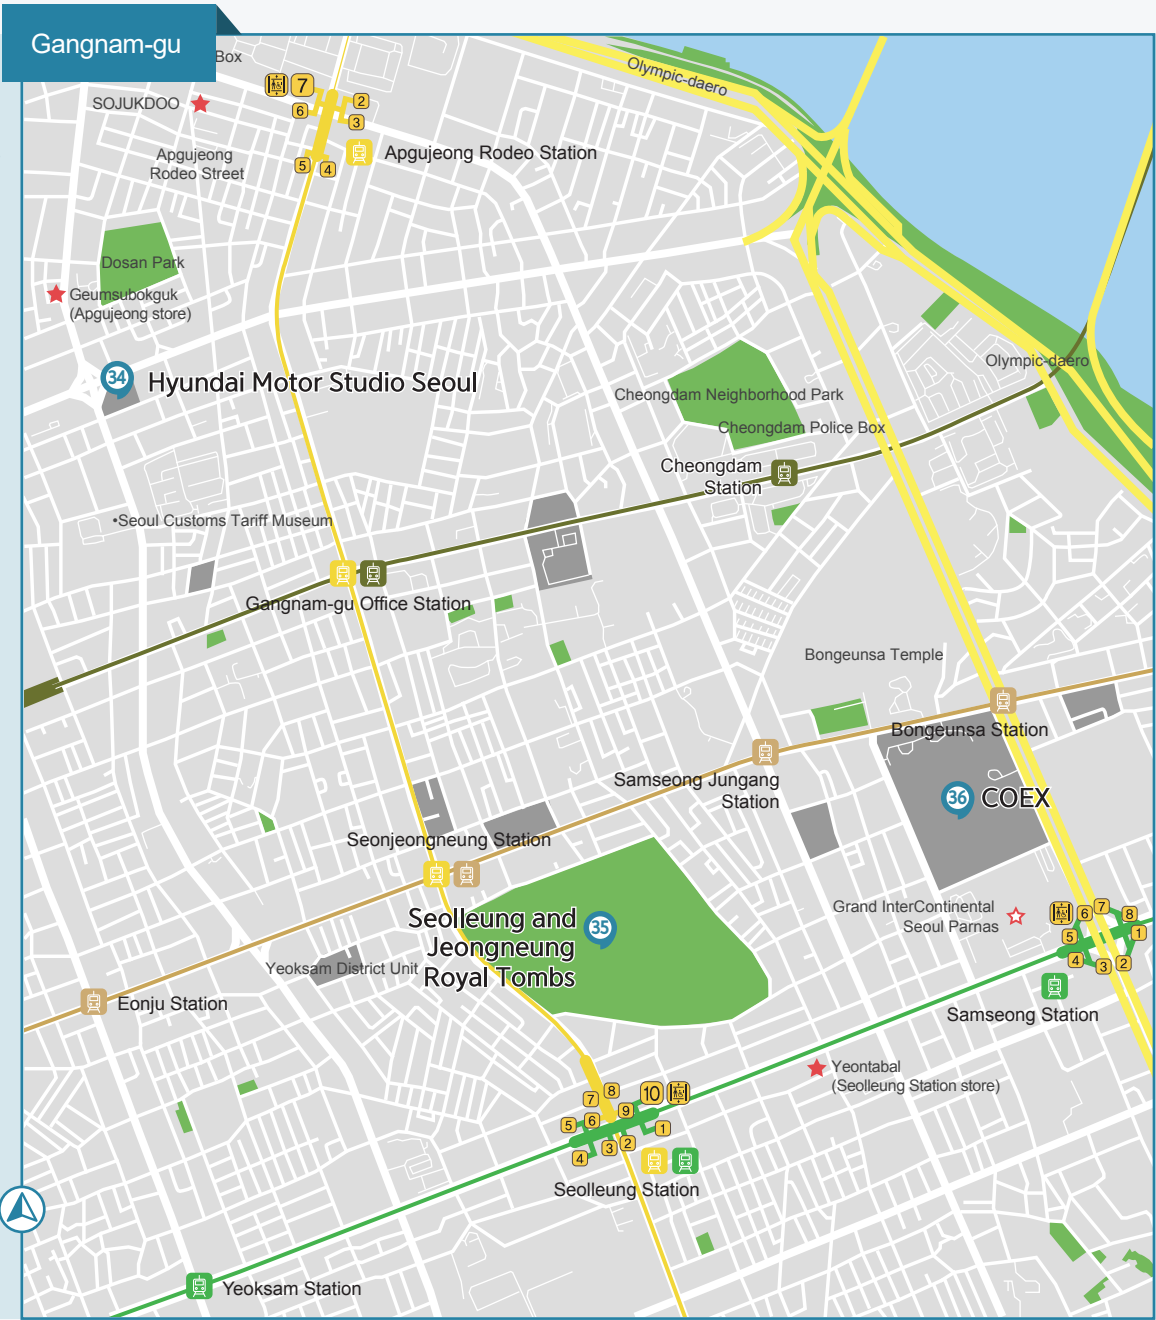 Gangnam-gu
Box
Olympic-daero
7
SOJUKDOO
2
6
3
Apgujeong
Rodeo Street
Apgujeong Rodeo Station
5
4
Dosan Park
Geumsubokguk
(Apgujeong store)
Olympic-daero
34
Hyundai Motor Studio Seoul
Cheongdam Neighborhood Park
Cheongdam Police Box
Cheongdam
Station
•Seoul Customs Tariff Museum
Gangnam-gu Office Station
Bongeunsa Temple
Bongeunsa Station
Samseong Jungang
Station
36
COEX
Seonjeongneung Station
Seolleung and
Jeongneung
Royal Tombs
35
Grand InterContinental
Seoul Parnas
6
7
8
5
1
4
3
2
Yeoksam District Unit
Eonju Station
Samseong Station
Yeontabal
(Seolleung Station store)
8
10
7
9
6
5
1
3
2
4
Seolleung Station
Yeoksam Station